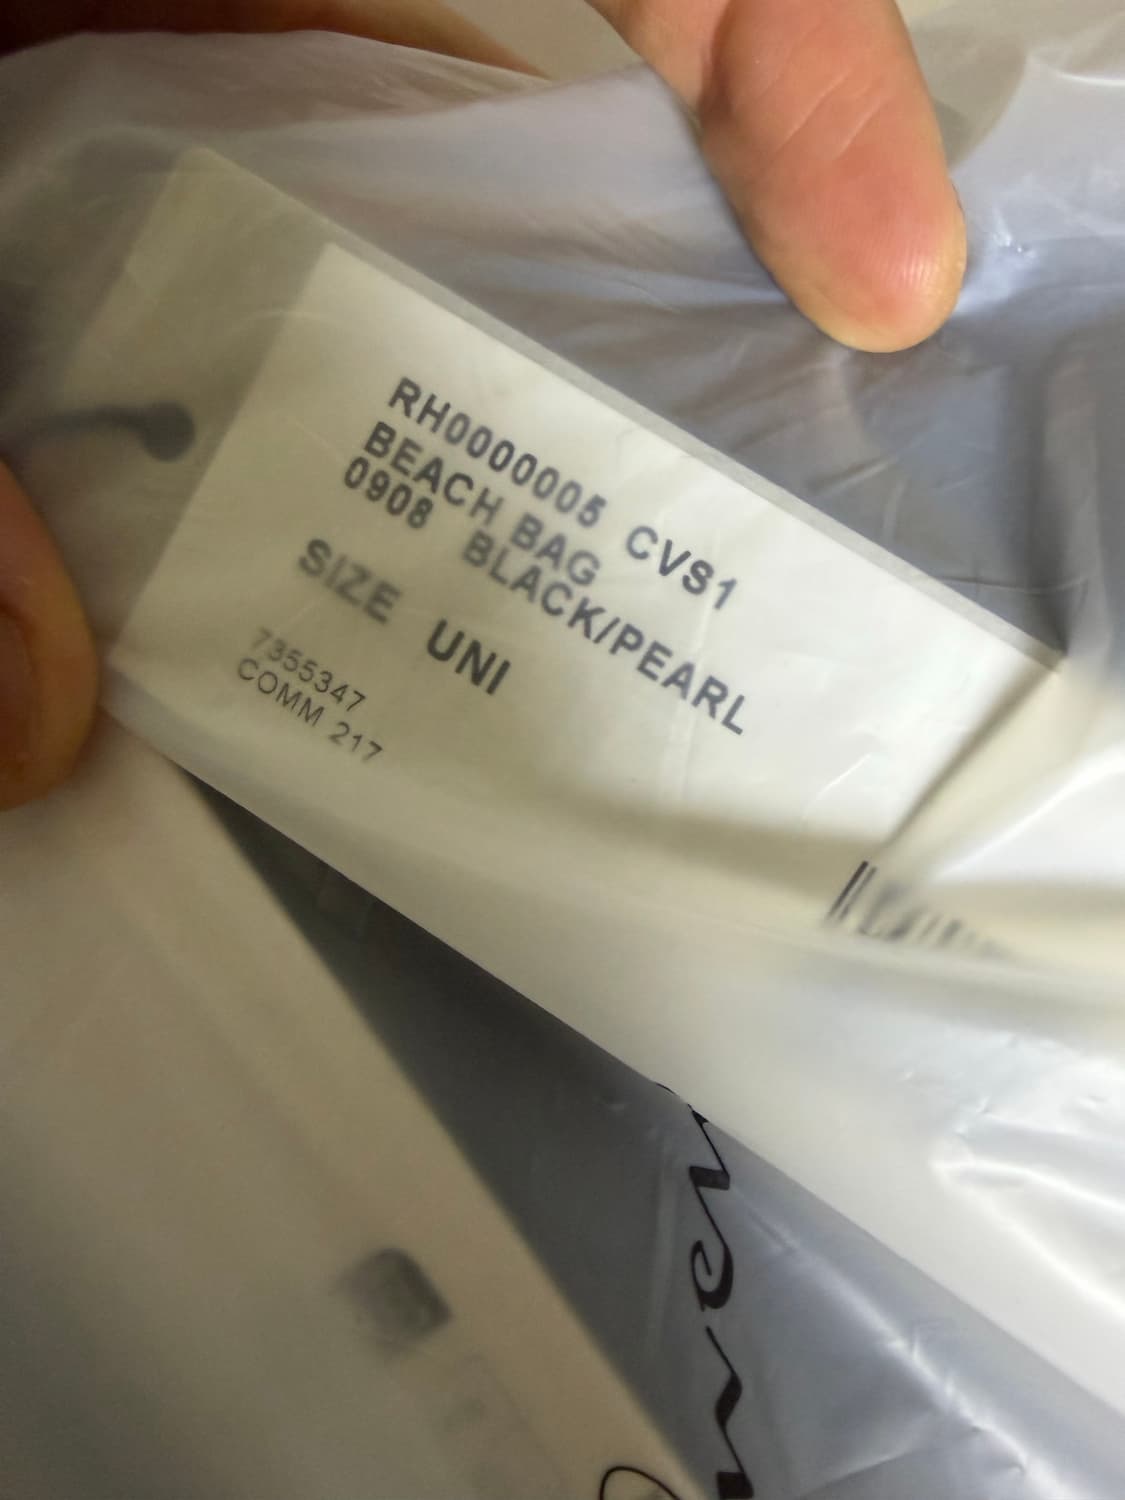 RH0000005 CVS1
BEACH BAG
0908 BLACK/PEARL
SIZE UNI
7355347
COMM 217